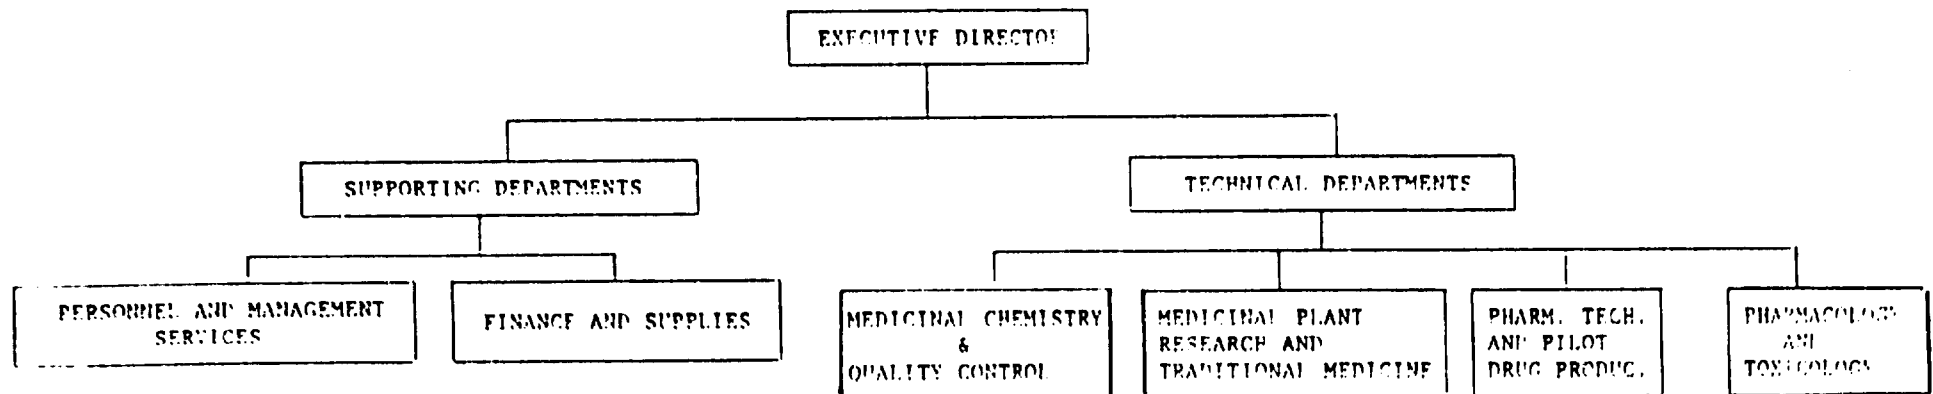 EXECUTIVE DIRECTOR
SUPPORTING DEPARTMENTS
TECHNICAL DEPARTMENTS
PERSONNEL AND MANAGEMENT
SERVICES
FINANCE AND SUPPLIES
MEDICINAL CHEMISTRY
&
QUALITY CONTROL
MEDICINAL PLANT
RESEARCH AND
TRADITIONAL MEDICINE
PHARM. TECH.
AND PILOT
DRUG PRODUC.
PHARMACOLOGY
AND
TOXICOLOGY